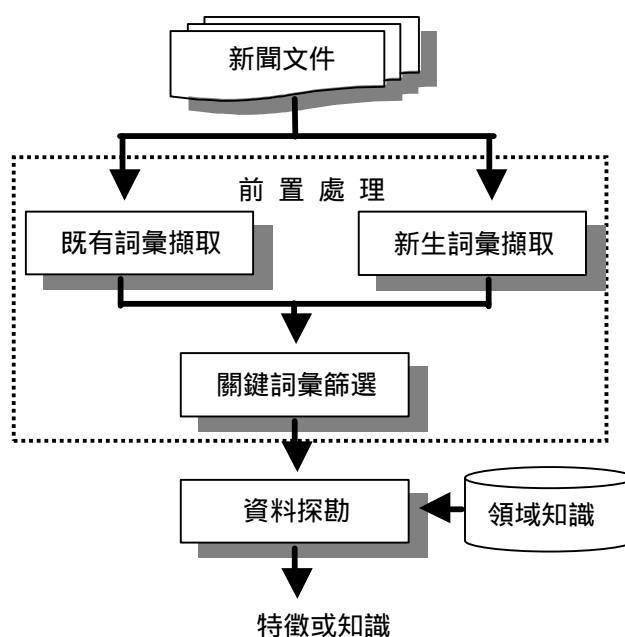 新聞文件
前置處理
既有詞彙擷取
新生詞彙擷取
關鍵詞彙篩選
資料探勘
領域知識
特徵或知識